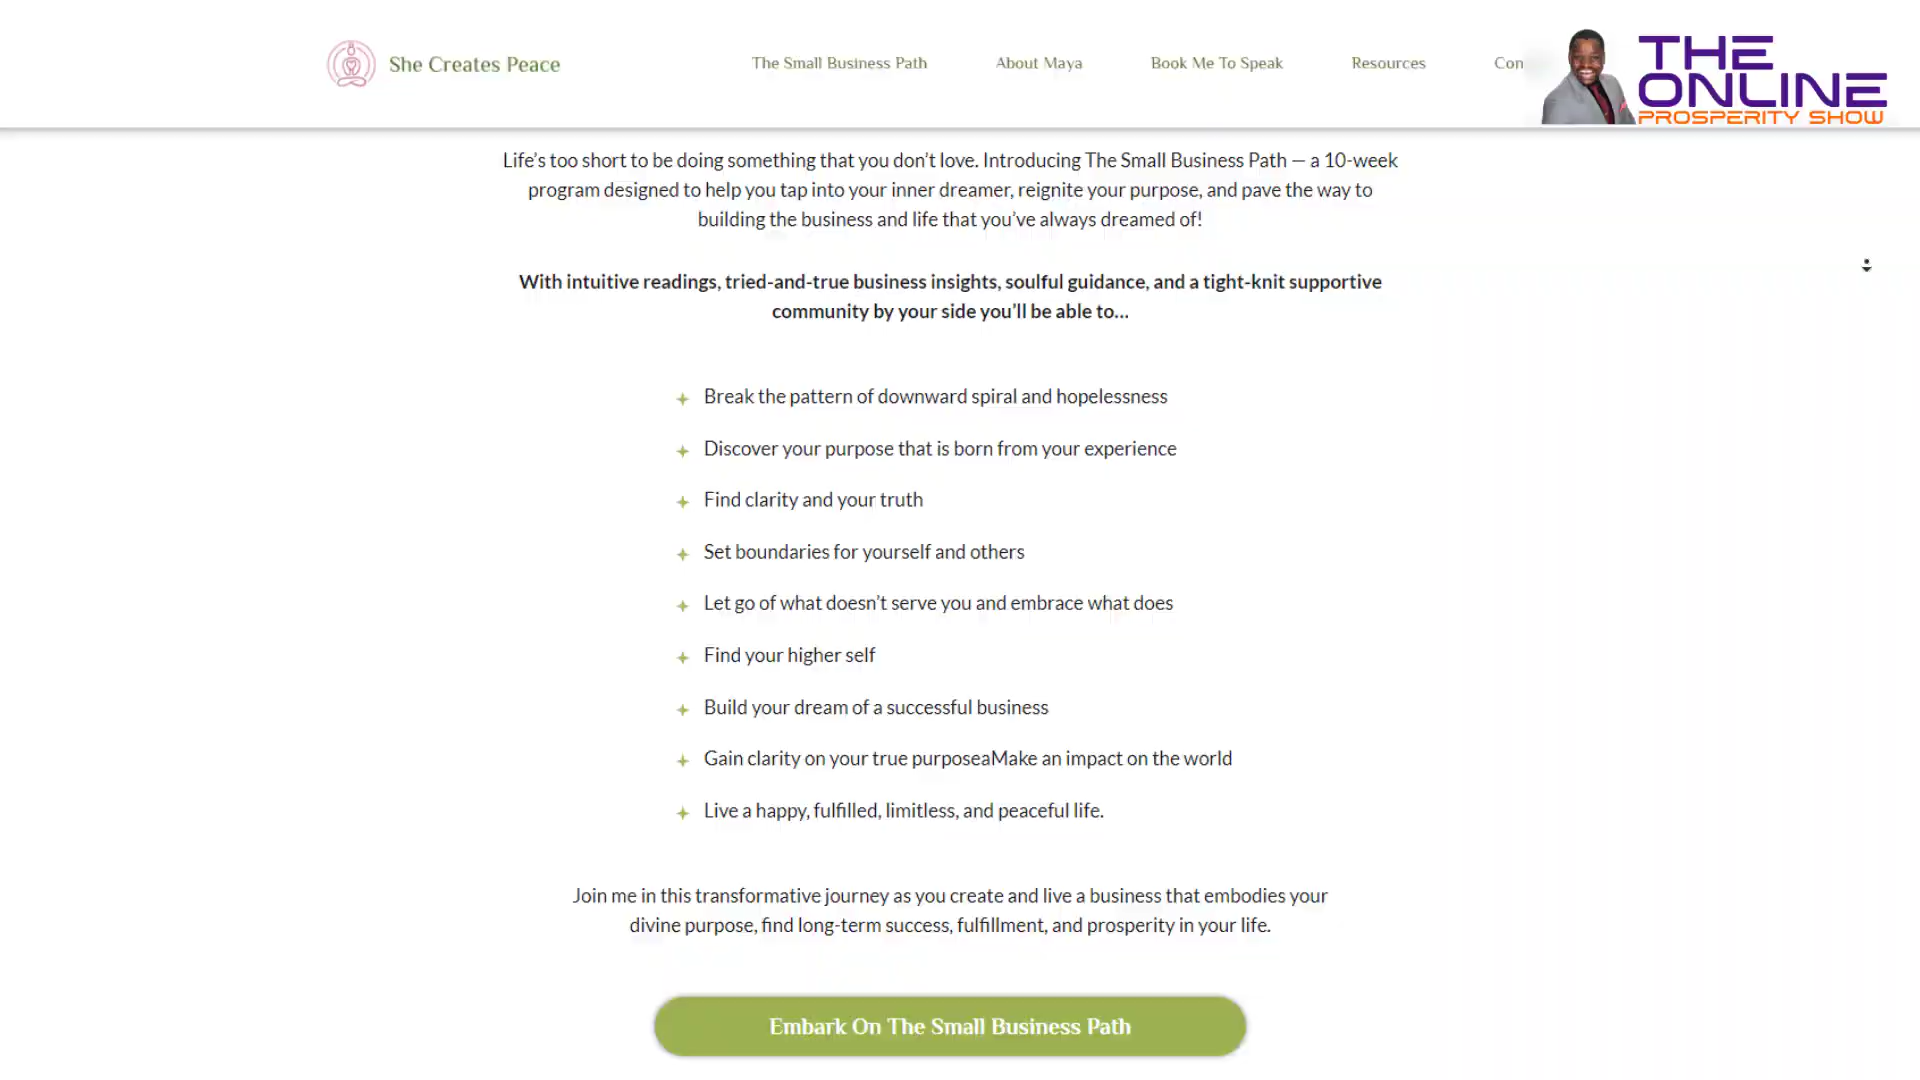 She Creates Peace
The Small Business Path
About Maya
Book Me To Speak
Resources
Con
THE
ONLINE
PROSPERITY SHOW
Life’s too short to be doing something that you don’t love. Introducing The Small Business Path — a 10-week
program designed to help you tap into your inner dreamer, reignite your purpose, and pave the way to
building the business and life that you’ve always dreamed of!
With intuitive readings, tried-and-true business insights, soulful guidance, and a tight-knit supportive
community by your side you’ll be able to…
Break the pattern of downward spiral and hopelessness
Discover your purpose that is born from your experience
Find clarity and your truth
Set boundaries for yourself and others
Let go of what doesn’t serve you and embrace what does
Find your higher self
Build your dream of a successful business
Gain clarity on your true purposeaMake an impact on the world
Live a happy, fulfilled, limitless, and peaceful life.
Join me in this transformative journey as you create and live a business that embodies your
divine purpose, find long-term success, fulfillment, and prosperity in your life.
Embark On The Small Business Path